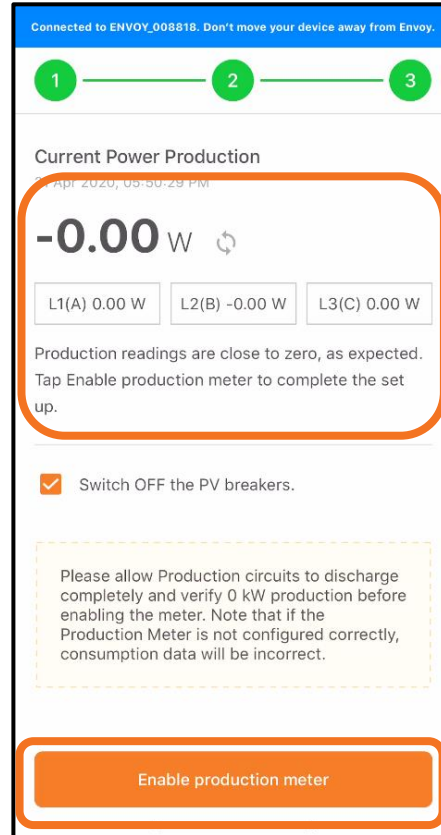 Connected to ENVOY_008818. Don't move your device away from Envoy.
1 2 3
Current Power Production
Apr 2020, 05:50:29 PM
-0.00 W
L1(A) 0.00 W L2(B) -0.00 W L3(C) 0.00 W
Production readings are close to zero, as expected.
Tap Enable production meter to complete the set
up.
Switch OFF the PV breakers.
Please allow Production circuits to discharge
completely and verify 0 kW production before
enabling the meter. Note that if the
Production Meter is not configured correctly,
consumption data will be incorrect.
Enable production meter